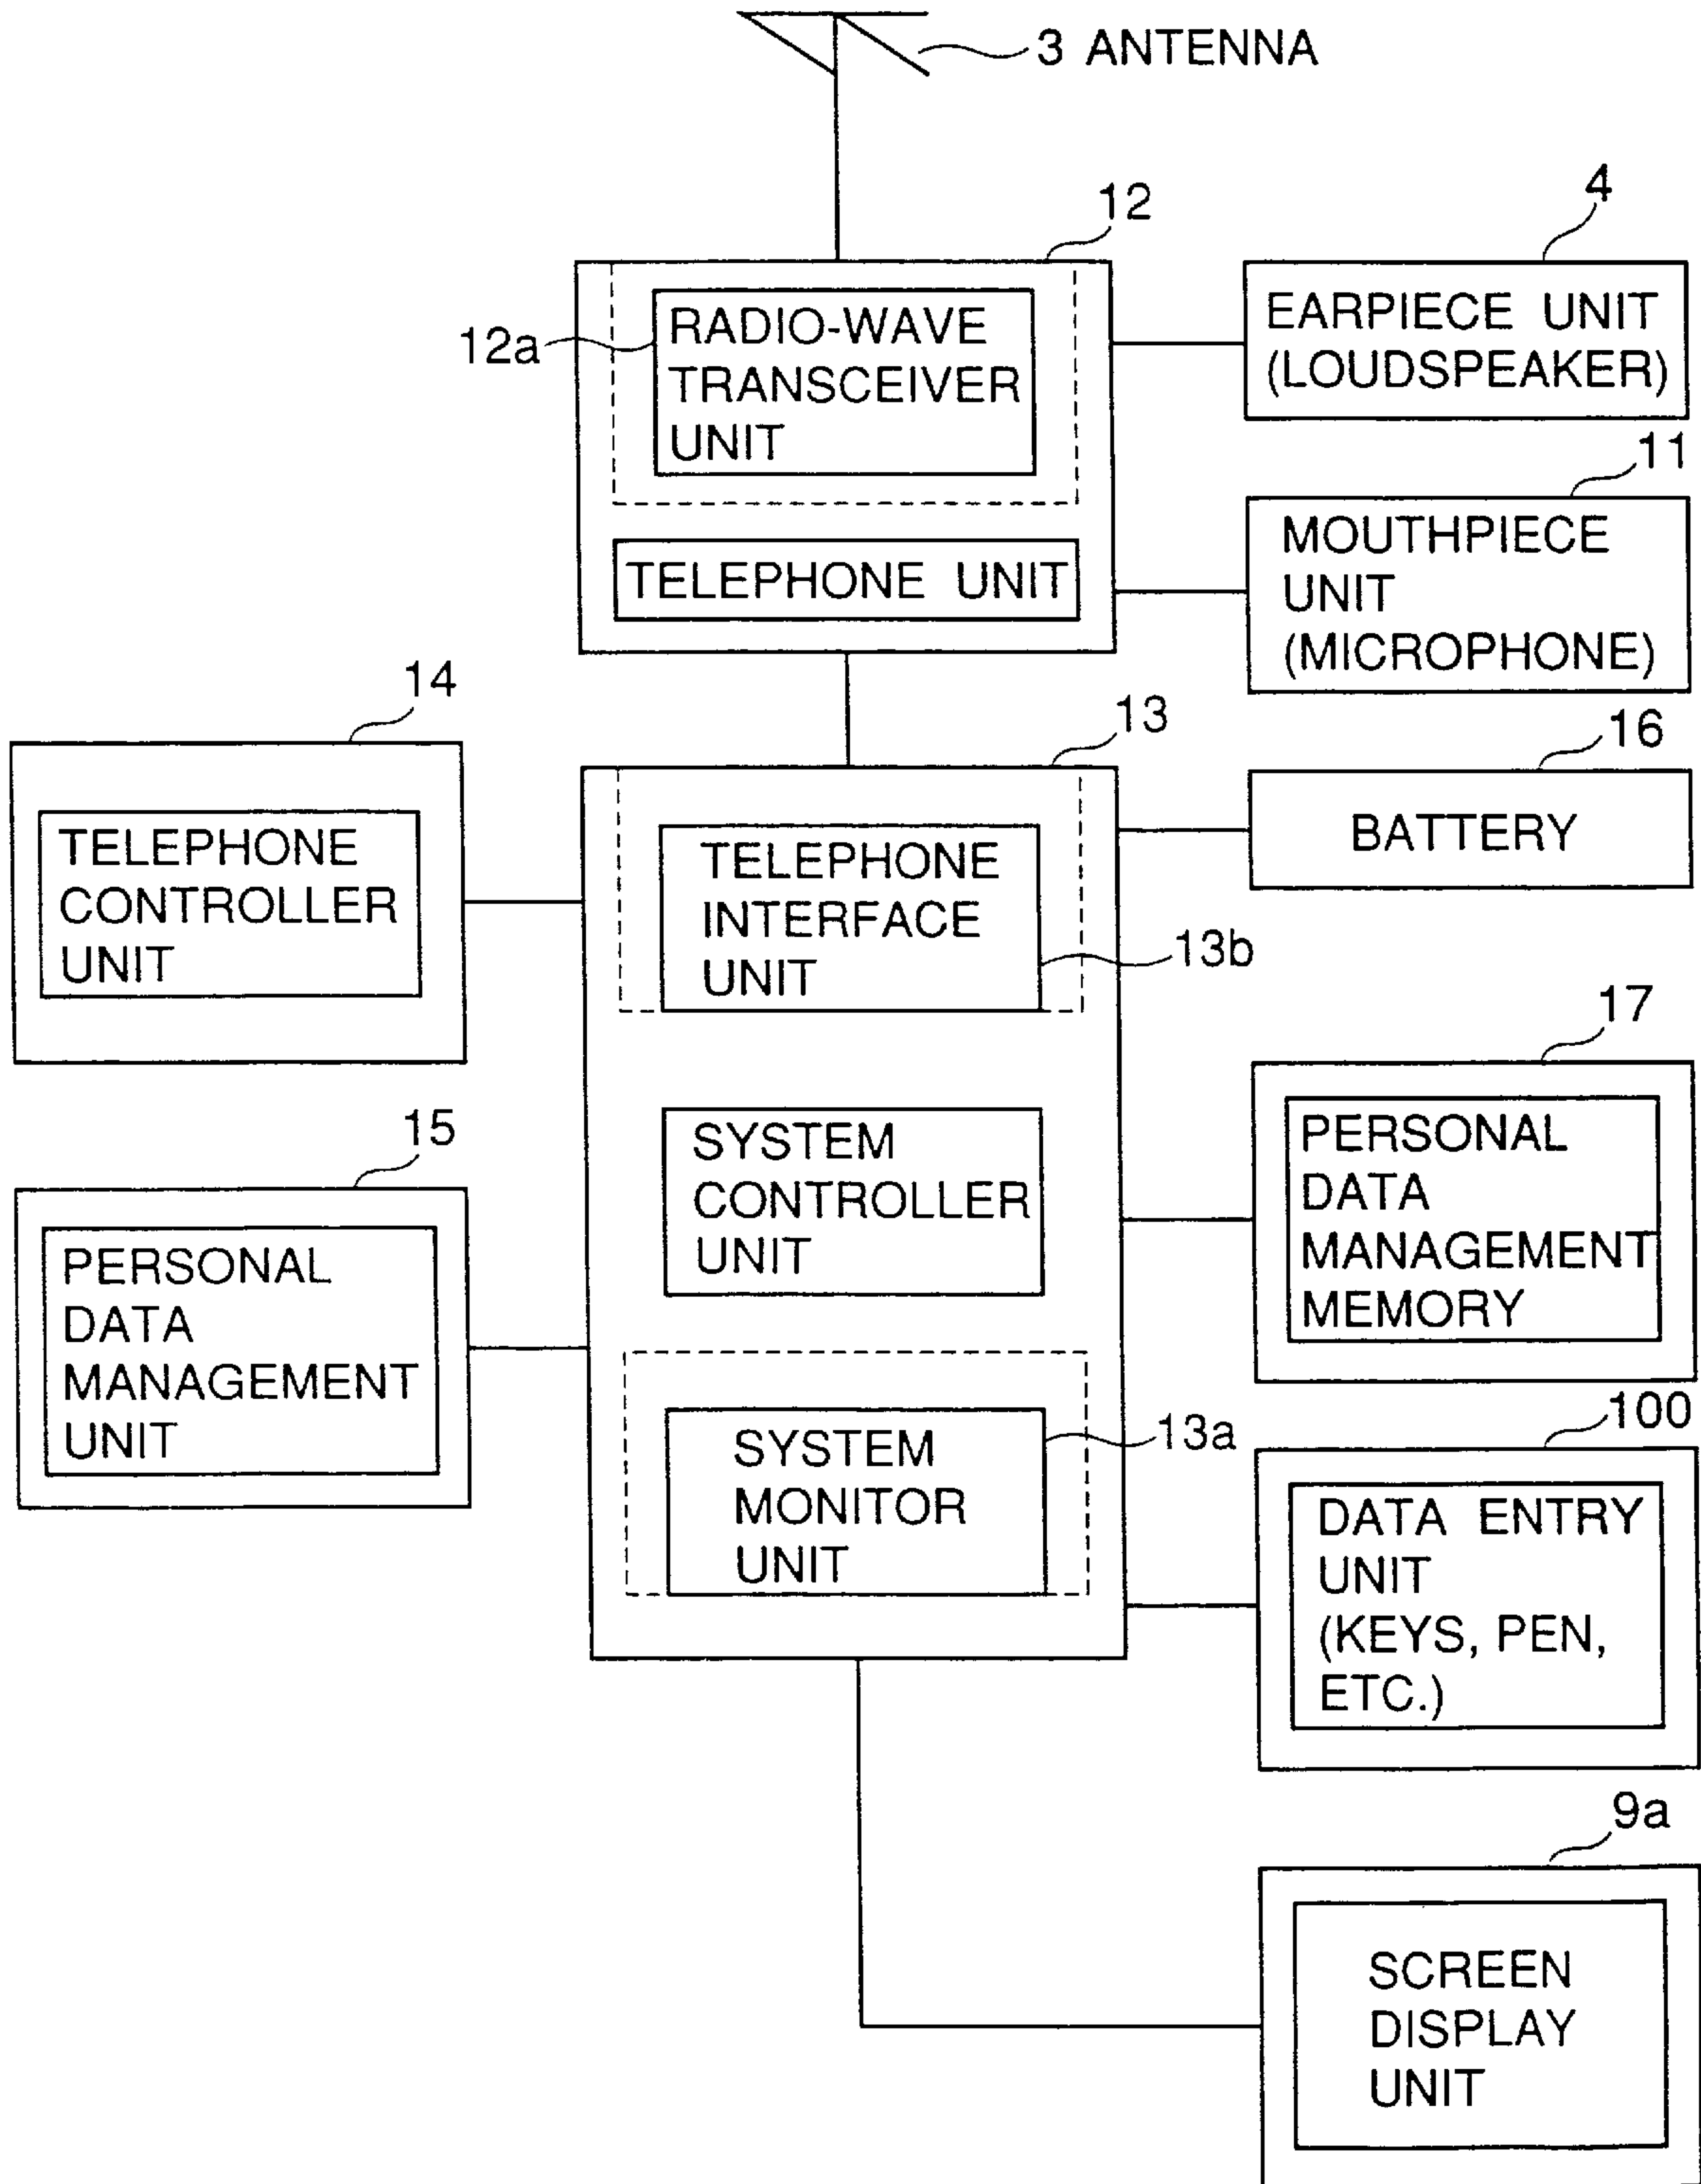 3 ANTENNA
12
4
12a
RADIO-WAVE
TRANSCEIVER
UNIT
EARPIECE UNIT
(LOUDSPEAKER)
11
TELEPHONE UNIT
MOUTHPIECE
UNIT
(MICROPHONE)
14
13
16
TELEPHONE
CONTROLLER
UNIT
TELEPHONE
INTERFACE
UNIT
13b
BATTERY
17
15
SYSTEM
CONTROLLER
UNIT
PERSONAL
DATA
MANAGEMENT
MEMORY
PERSONAL
DATA
MANAGEMENT
UNIT
100
SYSTEM
MONITOR
UNIT
13a
DATA ENTRY
UNIT
(KEYS, PEN,
ETC.)
9a
SCREEN
DISPLAY
UNIT